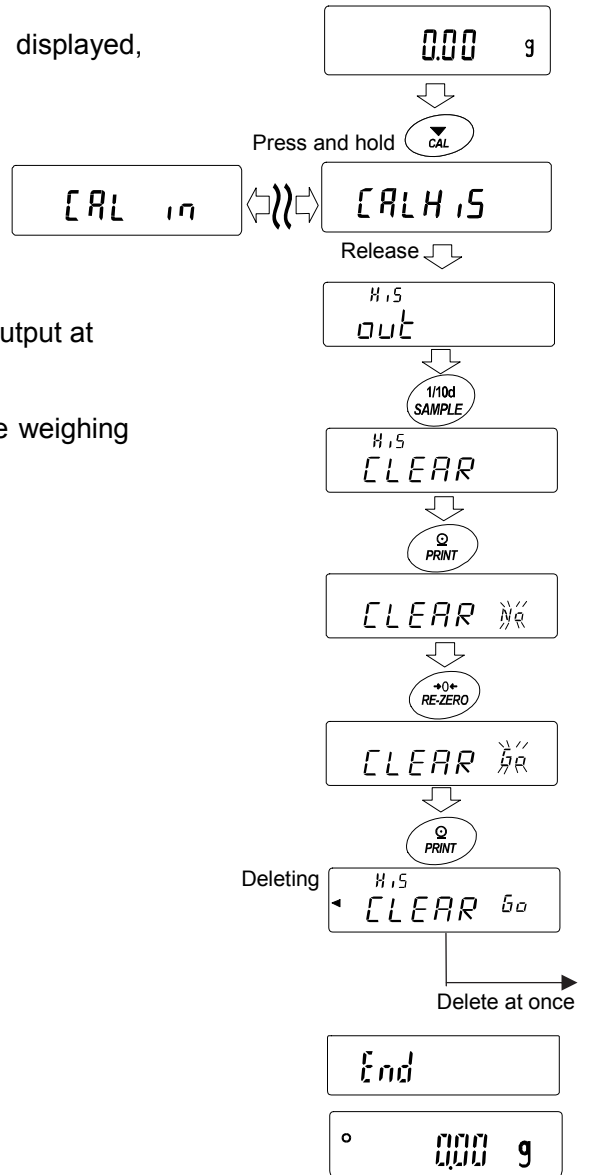 displayed,
0.00 g
Press and hold CAL
CAL in CALHiS
Release
HiS
out
utput at
1/10d
SAMPLE
e weighing
HiS
CLEAR
PRINT
CLEAR No
→0←
RE-ZERO
CLEAR Go
PRINT
Deleting
HiS
CLEAR Go
Delete at once
End
0.00 g